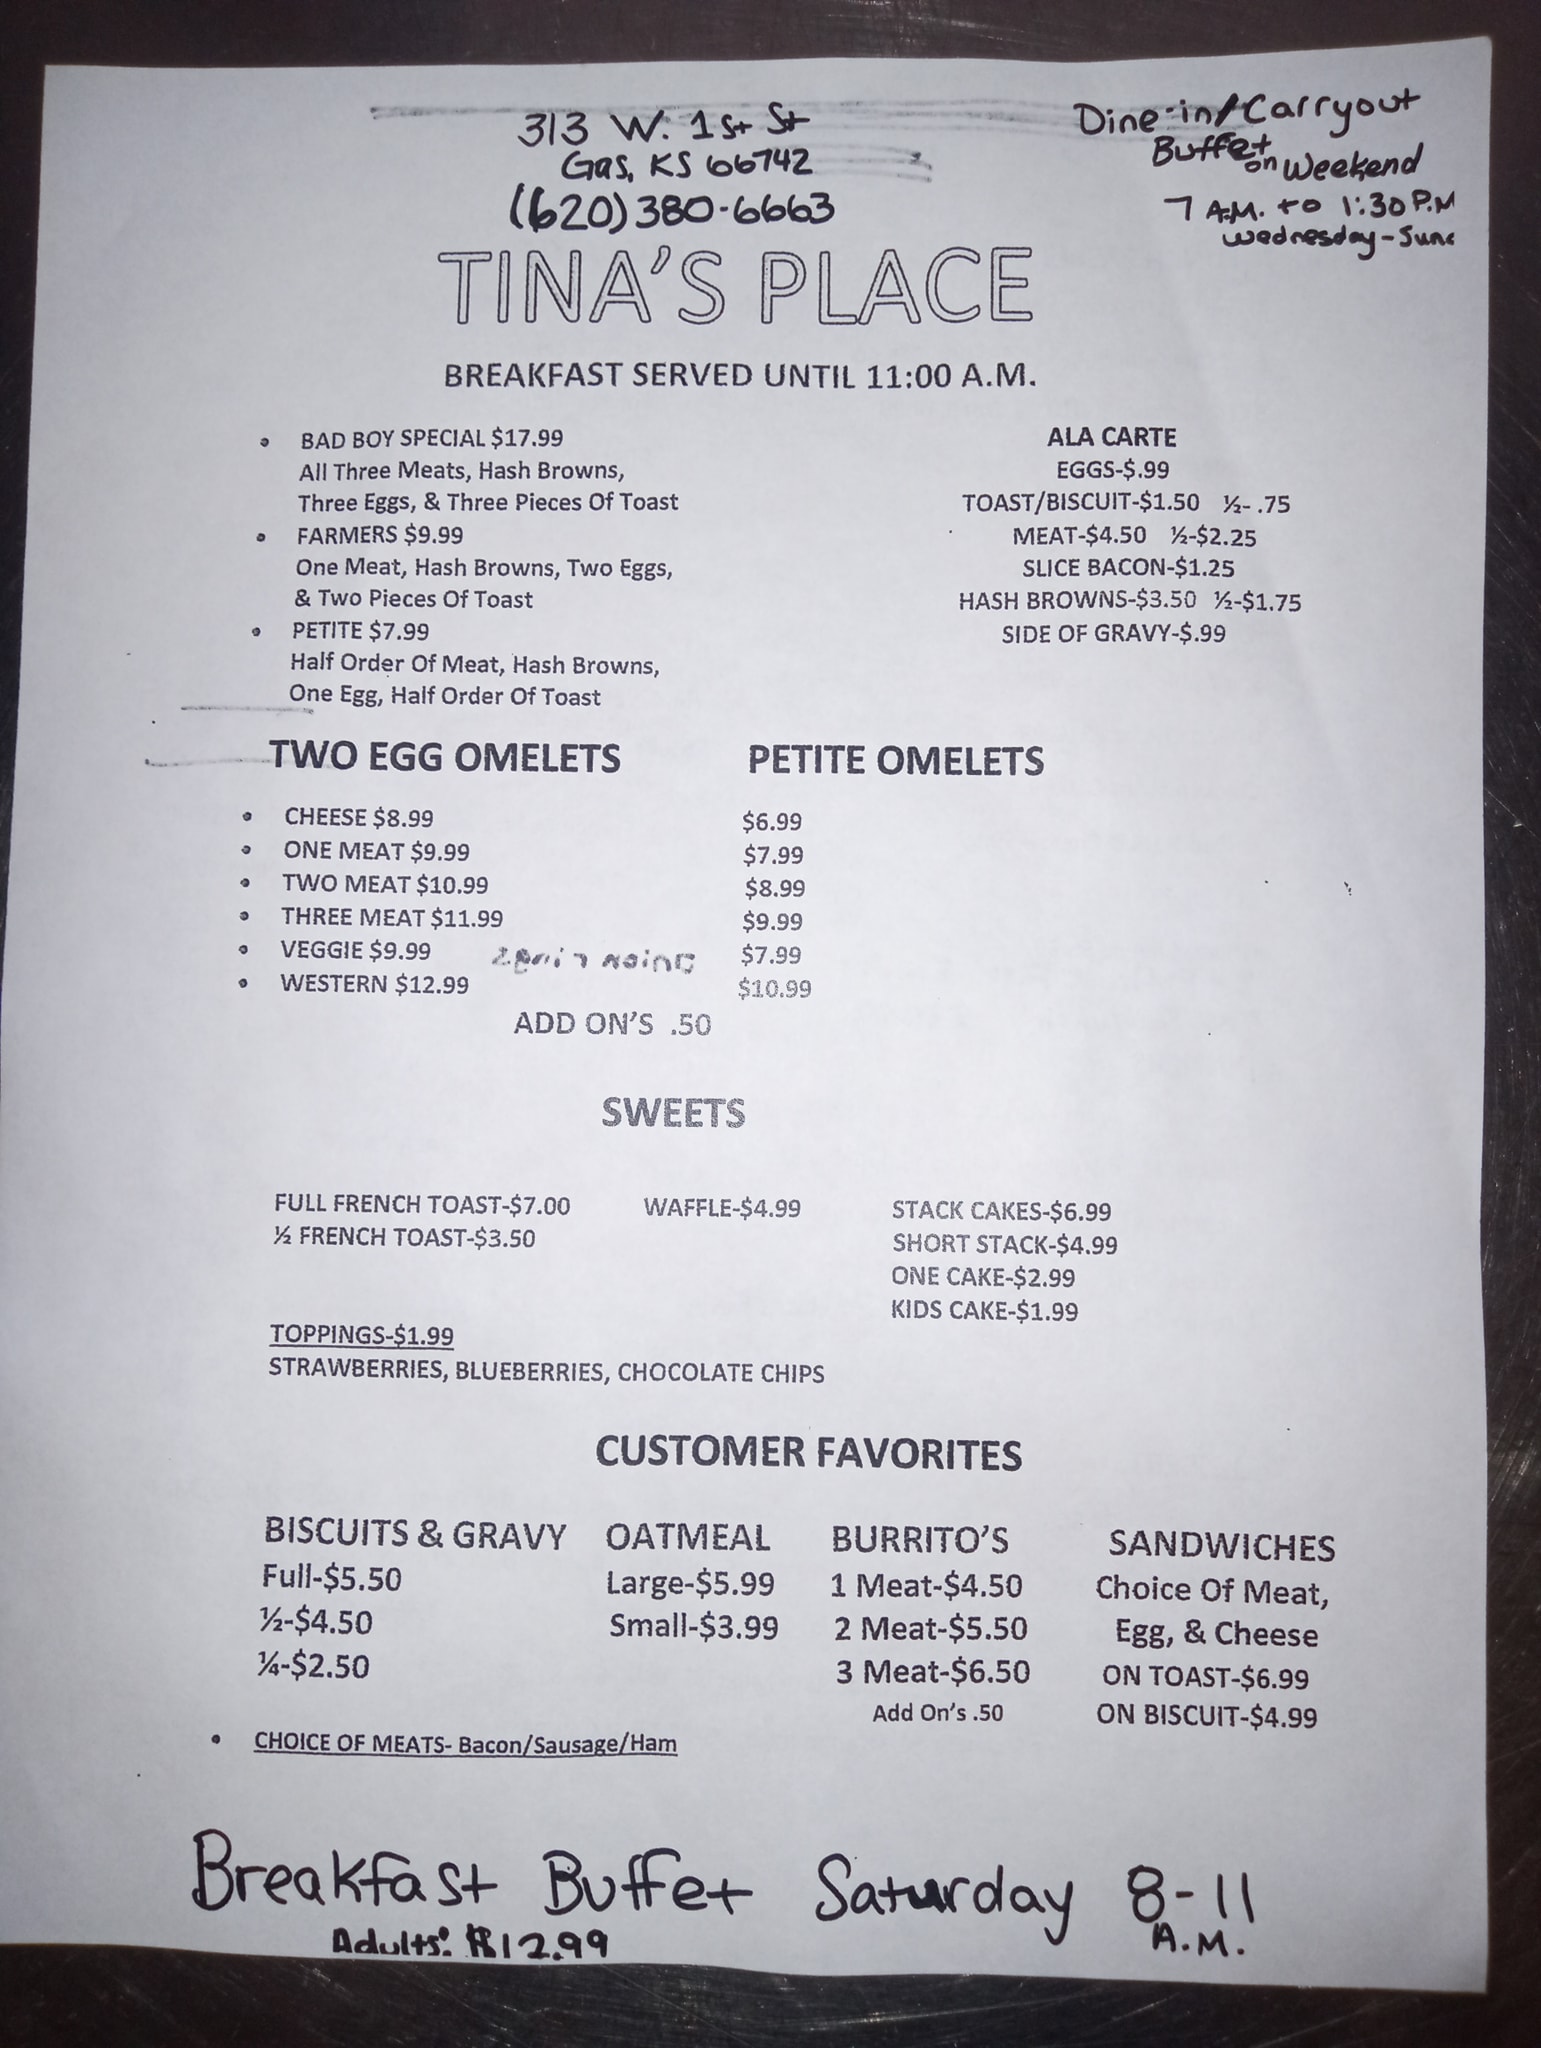 313 W. 1st St
Gas, KS 66742
(620)380-6663
Dine-in/Carryout
Buffet
on Weekend
7 A.M. to 1:30 P.M
Wednesday-
TINA'S PLACE
BREAKFAST SERVED UNTIL 11:00 A.M.
• BAD BOY SPECIAL $17.99
All Three Meats, Hash Browns,
Three Eggs, & Three Pieces Of Toast
• FARMERS $9.99
One Meat, Hash Browns, Two Eggs,
& Two Pieces Of Toast
• PETITE $7.99
Half Order Of Meat, Hash Browns,
One Egg, Half Order Of Toast
ALA CARTE
EGGS-$.99
TOAST/BISCUIT-$1.50 ½- .75
MEAT-$4.50 ½-$2.25
SLICE BACON-$1.25
HASH BROWNS-$3.50 ½-$1.75
SIDE OF GRAVY-$.99
TWO EGG OMELETS
• CHEESE $8.99
• ONE MEAT $9.99
• TWO MEAT $10.99
• THREE MEAT $11.99
• VEGGIE $9.99
• WESTERN $12.99
PETITE OMELETS
$6.99
$7.99
$8.99
$9.99
$7.99
$10.99
ADD ON'S .50
SWEETS
FULL FRENCH TOAST-$7.00
½ FRENCH TOAST-$3.50
WAFFLE-$4.99
STACK CAKES-$6.99
SHORT STACK-$4.99
ONE CAKE-$2.99
KIDS CAKE-$1.99
TOPPINGS-$1.99
STRAWBERRIES, BLUEBERRIES, CHOCOLATE CHIPS
CUSTOMER FAVORITES
BISCUITS & GRAVY
Full-$5.50
½-$4.50
¼-$2.50
OATMEAL
Large-$5.99
Small-$3.99
BURRITO'S
1 Meat-$4.50
2 Meat-$5.50
3 Meat-$6.50
Add On's .50
SANDWICHES
Choice Of Meat,
Egg, & Cheese
ON TOAST-$6.99
ON BISCUIT-$4.99
• CHOICE OF MEATS- Bacon/Sausage/Ham
Breakfast Buffet Saturday 8-11
A.M.
Adults: $12.99